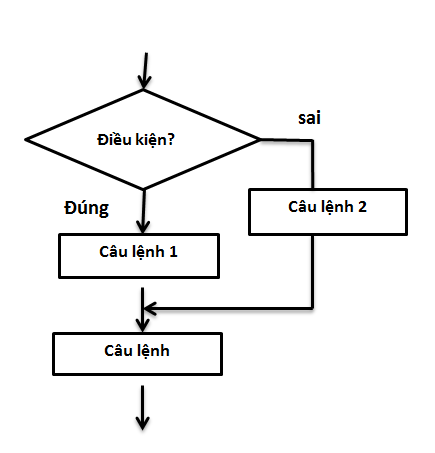 sai
Điều kiện?
Đúng
Câu lệnh 2
Câu lệnh 1
Câu lệnh